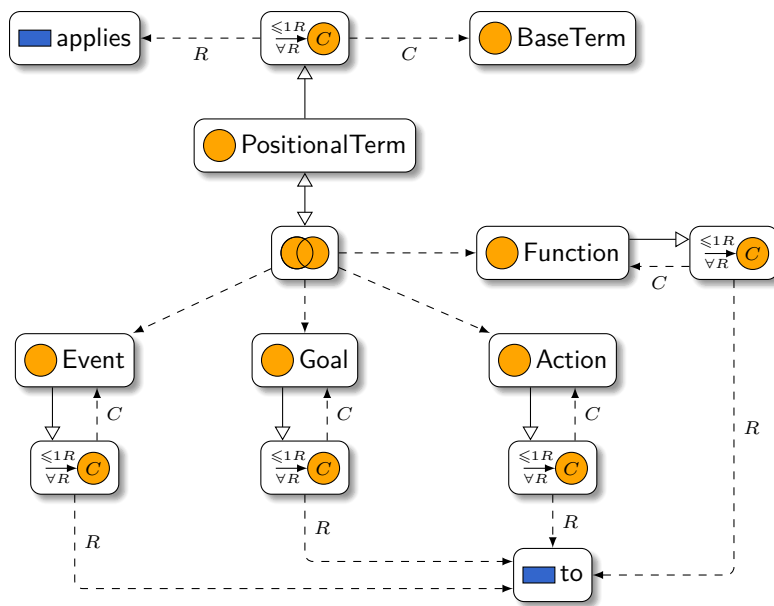 applies
⩽1R
∀R
C
BaseTerm
R
C
PositionalTerm
Function
⩽1R
∀R
C
C
Event
Goal
Action
C
C
C
R
⩽1R
∀R
C
⩽1R
∀R
C
⩽1R
∀R
C
R
R
R
to